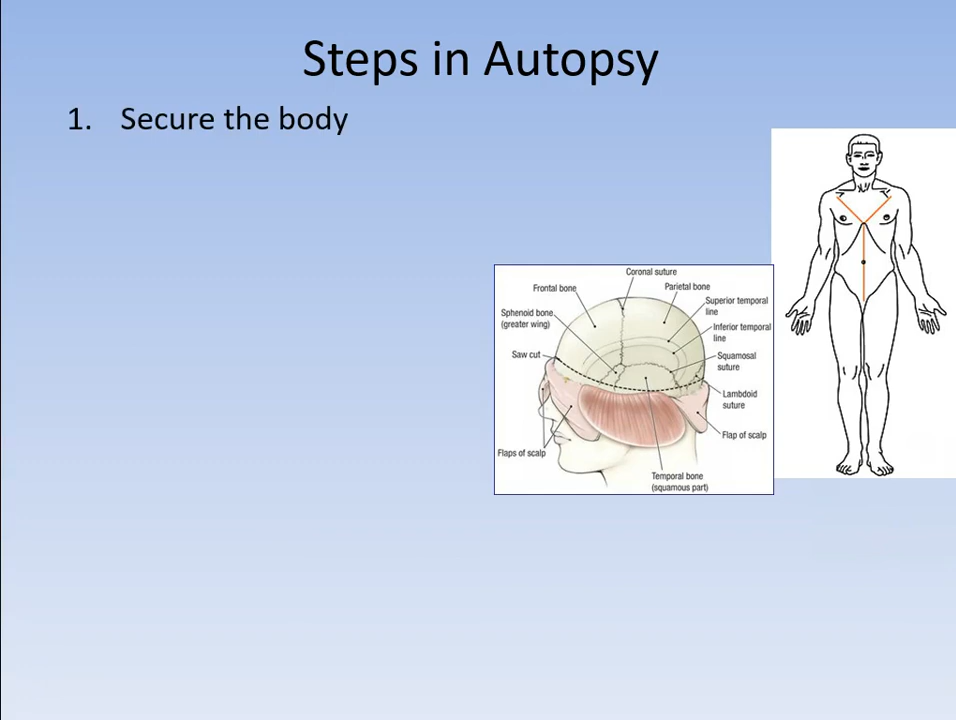 Steps in Autopsy
1. Secure the body
Coronal suture
Frontal bone
Parietal bone
Superior temporal
line
Sphenoid bone
(greater wing)
Inferior temporal
line
Saw cut
Squamosal
suture
Lambdoid
suture
Flap of scalp
Flaps of scalp
Temporal bone
(squamous part)